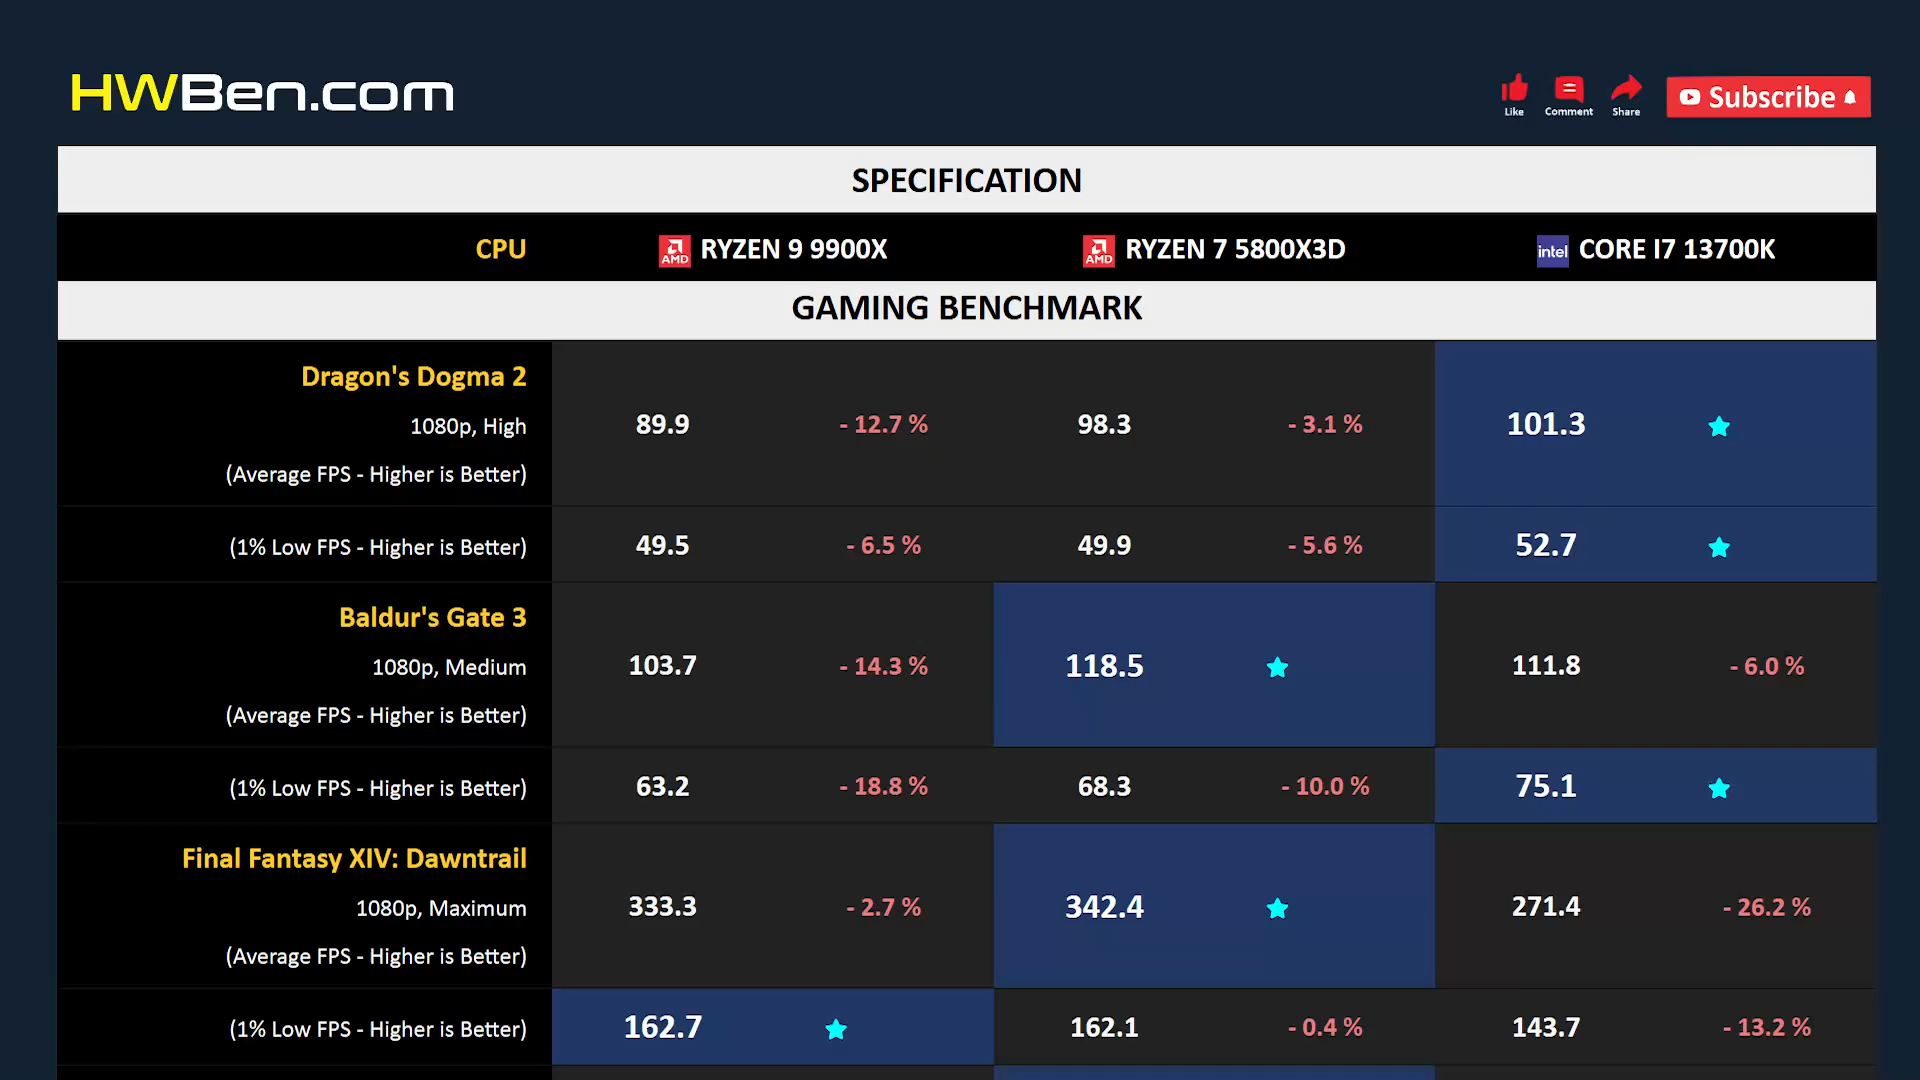 HWBen.com
Like Comment Share Subscribe
SPECIFICATION
CPU AMD RYZEN 9 9900X AMD RYZEN 7 5800X3D intel CORE I7 13700K
GAMING BENCHMARK
Dragon's Dogma 2
1080p, High 89.9 - 12.7 % 98.3 - 3.1 % 101.3
(Average FPS - Higher is Better)
(1% Low FPS - Higher is Better) 49.5 - 6.5 % 49.9 - 5.6 % 52.7
Baldur's Gate 3
1080p, Medium 103.7 - 14.3 % 118.5 111.8 - 6.0 %
(Average FPS - Higher is Better)
(1% Low FPS - Higher is Better) 63.2 - 18.8 % 68.3 - 10.0 % 75.1
Final Fantasy XIV: Dawntrail
1080p, Maximum 333.3 - 2.7 % 342.4 271.4 - 26.2 %
(Average FPS - Higher is Better)
(1% Low FPS - Higher is Better) 162.7 162.1 - 0.4 % 143.7 - 13.2 %